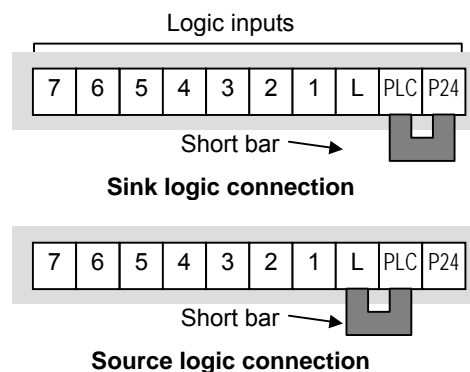 Logic inputs
7 6 5 4 3 2 1 L PLC P24
Short bar
Sink logic connection
7 6 5 4 3 2 1 L PLC P24
Short bar
Source logic connection